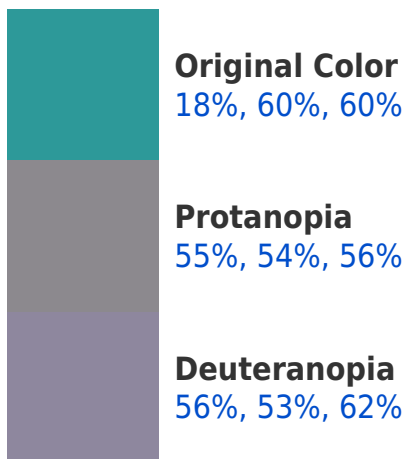 Original Color
18%, 60%, 60%
Protanopia
55%, 54%, 56%
Deuteranopia
56%, 53%, 62%